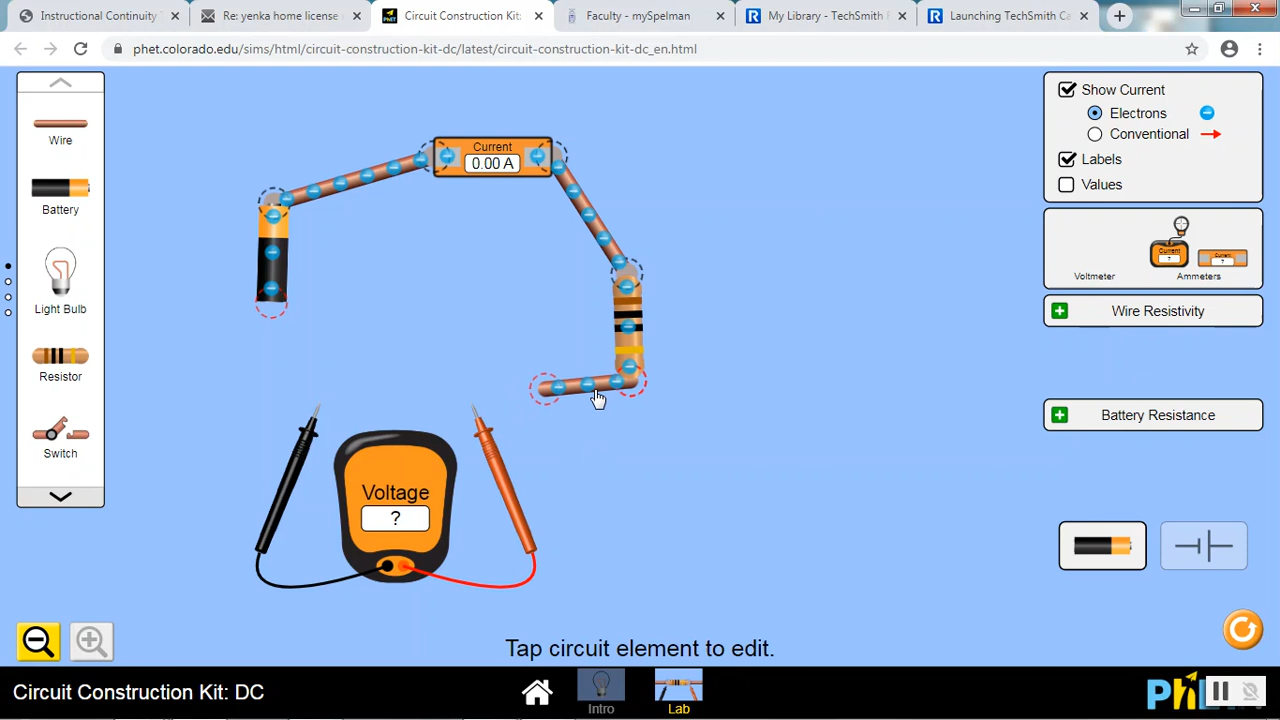 Instructional Continuity
Re: yenka home license
Circuit Construction Kit:
Faculty - mySpelman
My Library - TechSmith
Launching TechSmith Ca
phet.colorado.edu/sims/html/circuit-construction-kit-dc/latest/circuit-construction-kit-dc_en.html
Wire
Battery
Light Bulb
Resistor
Switch
Current
0.00 A
Voltage
?
Show Current
Electrons
Conventional
Labels
Values
Current
?
Current
?
Voltmeter
Ammeters
Wire Resistivity
Battery Resistance
Tap circuit element to edit.
Circuit Construction Kit: DC
Intro
Lab